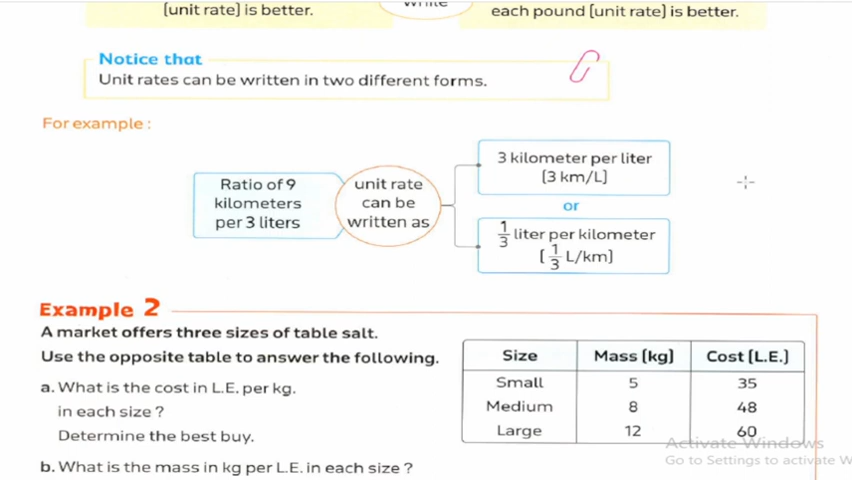 (unit rate) is better.
each pound (unit rate) is better.
Notice that
Unit rates can be written in two different forms.
For example :
Ratio of 9
kilometers
per 3 liters
unit rate
can be
written as
3 kilometer per liter
(3 km/L)
or
1/3 liter per kilometer
(1/3 L/km)
Example 2
A market offers three sizes of table salt.
Use the opposite table to answer the following.
a. What is the cost in L.E. per kg.
in each size ?
Determine the best buy.
b. What is the mass in kg per L.E. in each size ?
Size Mass (kg) Cost (L.E.)
Small 5 35
Medium 8 48
Large 12 60
Activate Windows
Go to Settings to activate W